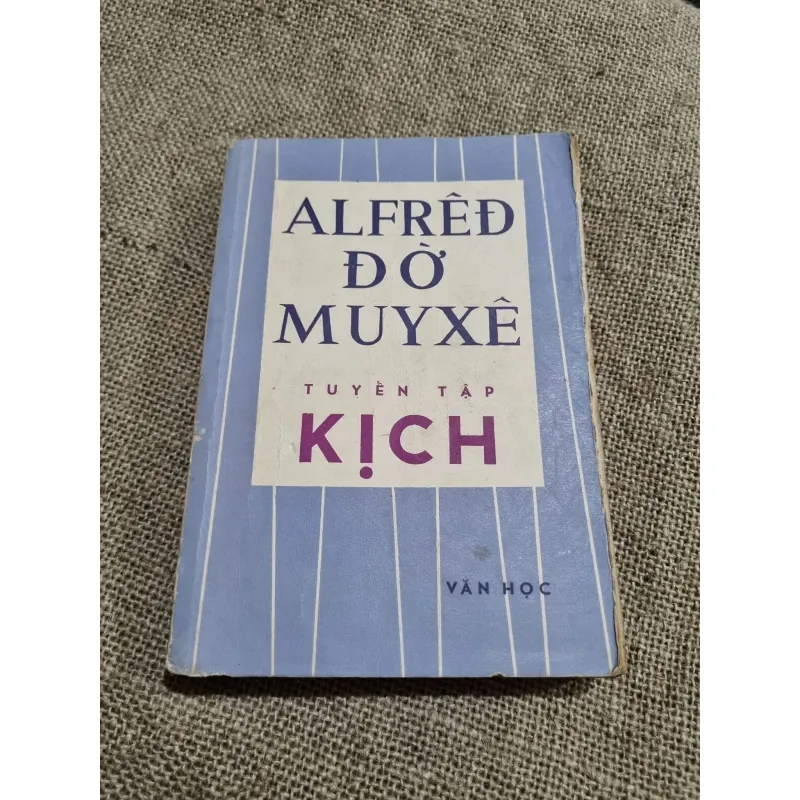 ALFRÊĐ
ĐỜ
MUYXÊ
TUYỂN TẬP
KỊCH
VĂN HỌC